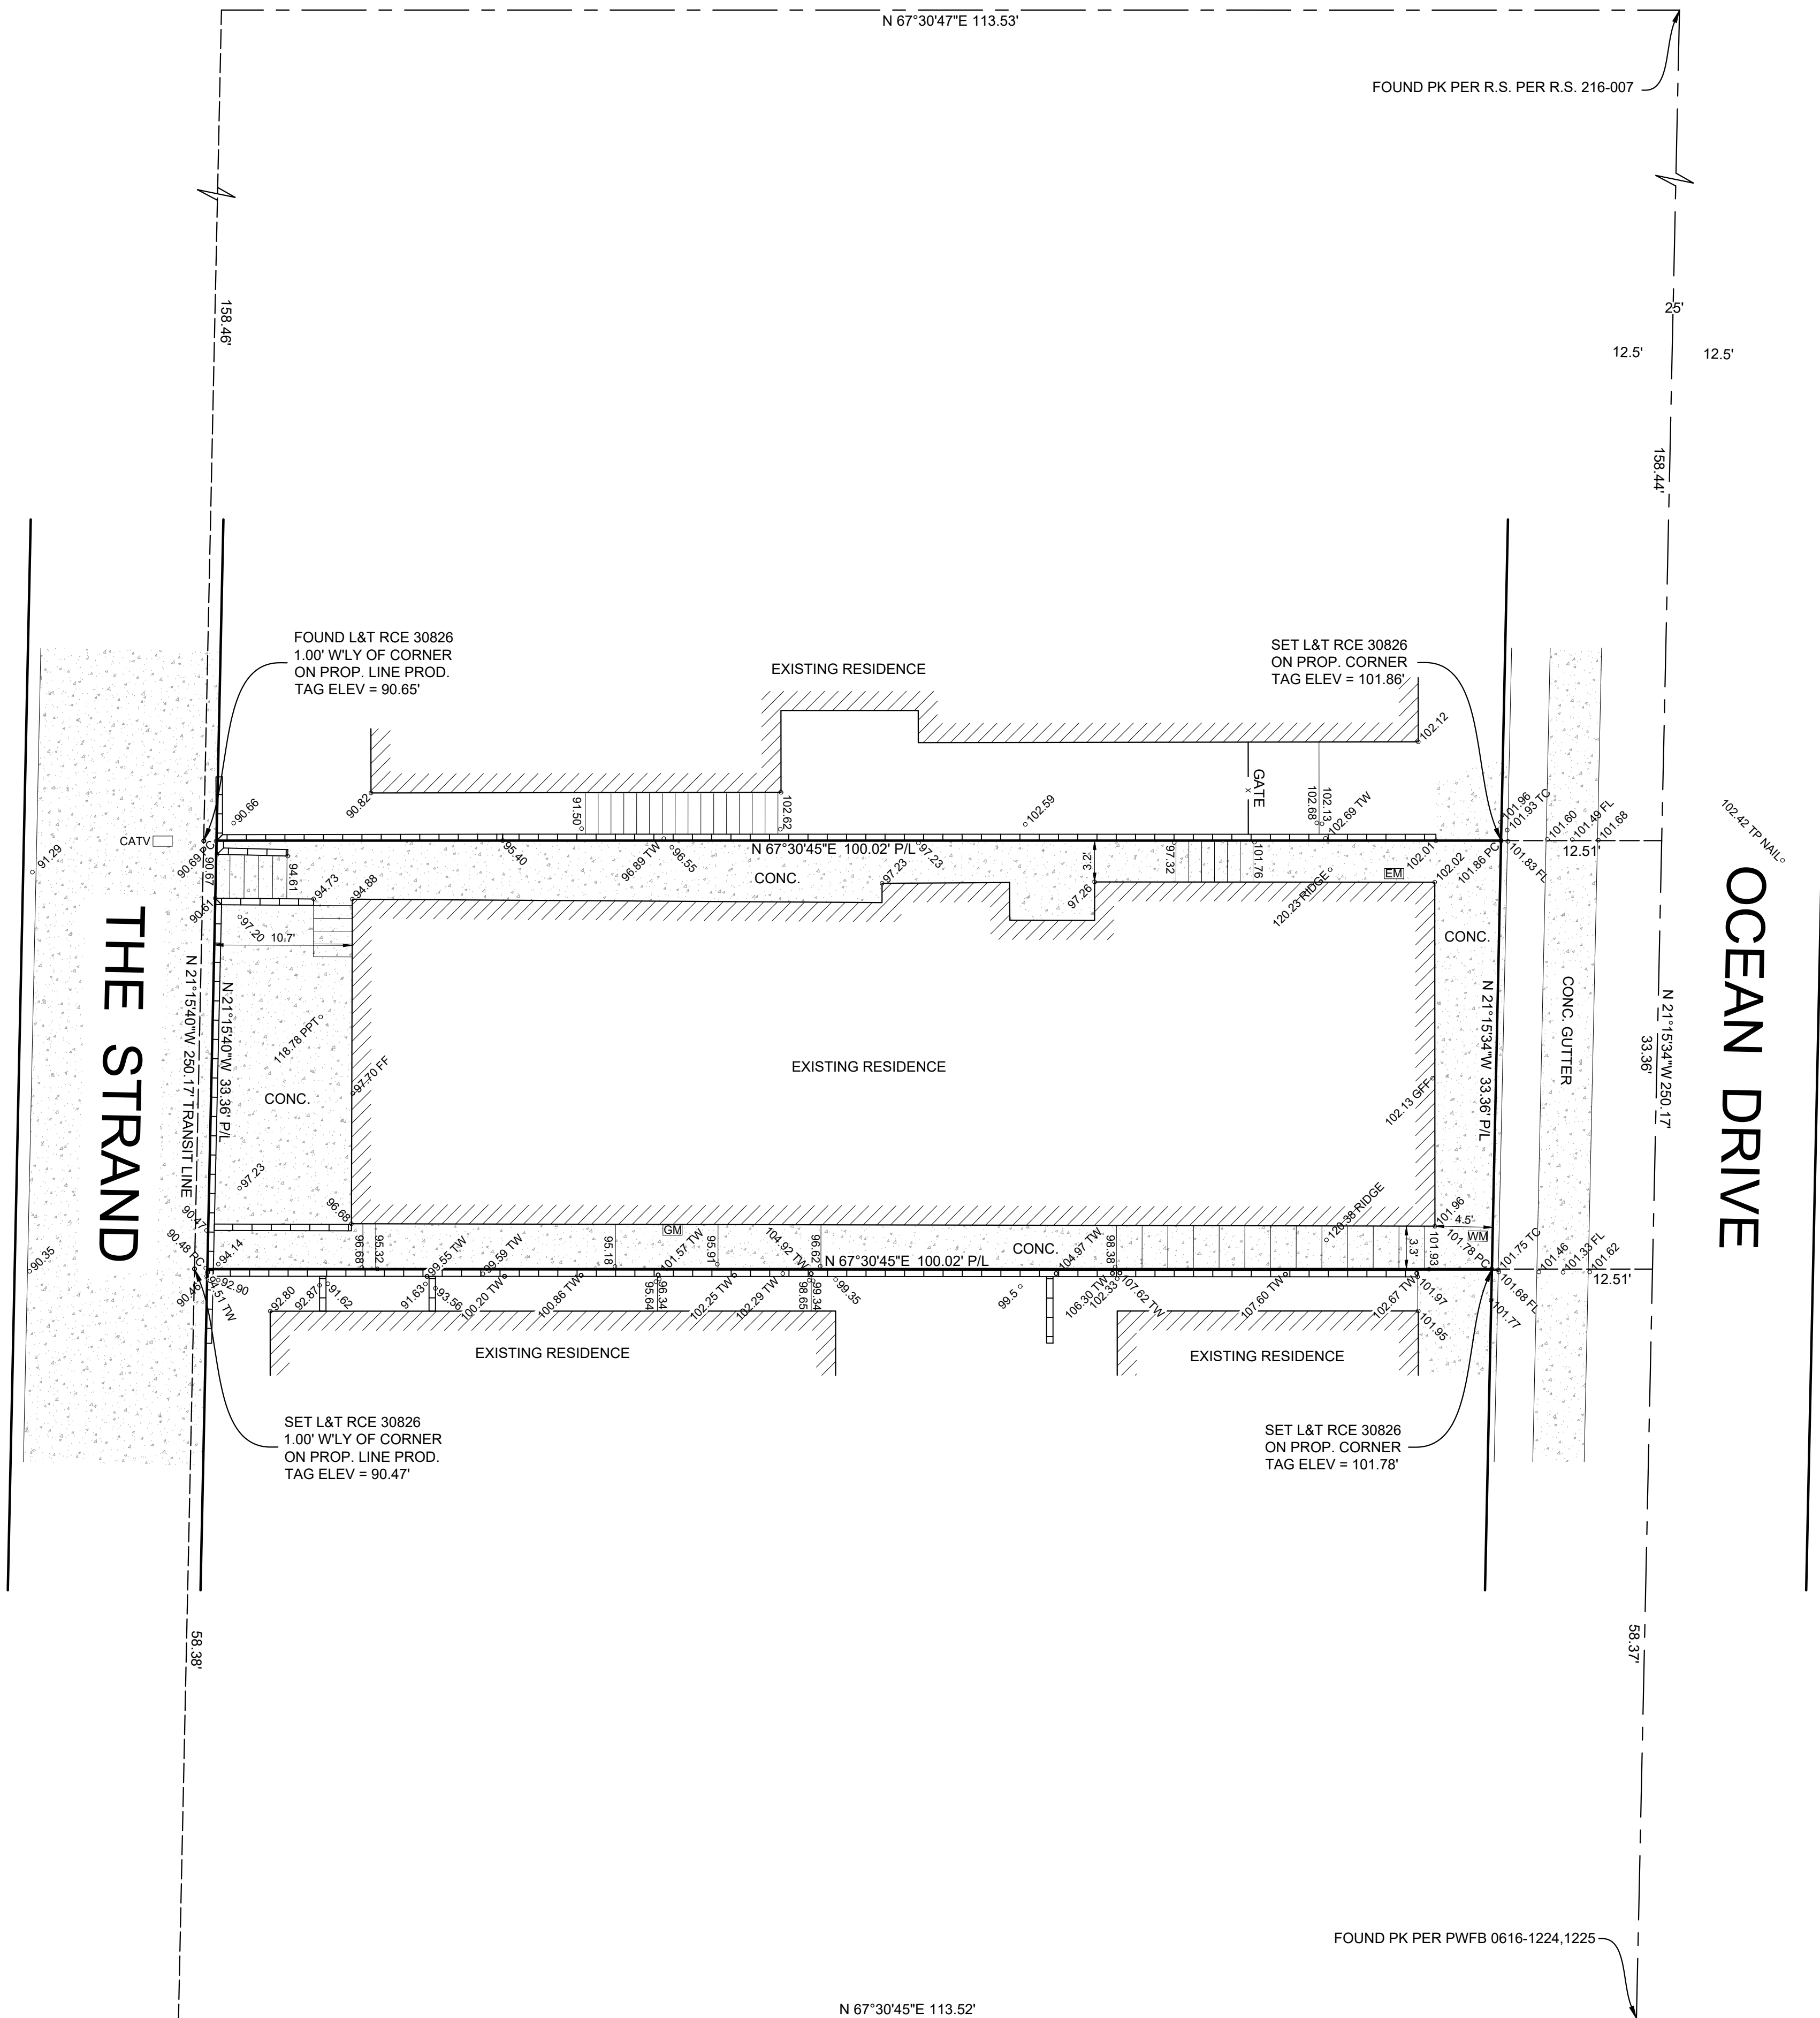 N 67°30'47"E 113.53'
FOUND PK PER R.S. PER R.S. 216-007
158.46'
25'
12.5'
12.5'
158.44'
FOUND L&T RCE 30826
1.00' W'LY OF CORNER
ON PROP. LINE PROD.
TAG ELEV = 90.65'
EXISTING RESIDENCE
SET L&T RCE 30826
ON PROP. CORNER
TAG ELEV = 101.86'
102.12
GATE
x
90.66
90.82
91.50
102.62
102.59
102.68
102.13
102.69 TW
101.96
101.93 TC
101.60
101.49 FL
101.68
102.42 TP NAIL
CATV
91.29
90.69 PC
90.67
94.61
95.40
96.89 TW
96.55
N 67°30'45"E 100.02' P/L
97.23
3.2'
97.32
101.76
102.01
101.86 PC
101.83 FL
12.51'
CONC.
EM
102.02
90.61
94.73
94.88
97.23
97.26
120.23 RIDGE
97.20
10.7'
CONC.
THE STRAND
N 21°15'40"W 250.17' TRANSIT LINE
N 21°15'40"W 33.36' P/L
118.78 PPT
97.70 FF
CONC.
EXISTING RESIDENCE
102.13 GFF
N 21°15'34"W 33.36' P/L
CONC. GUTTER
33.36'
N 21°15'34"W 250.17'
OCEAN DRIVE
97.23
96.68
90.47
90.48 PC
94.14
90.35
96.68
95.32
99.55 TW
99.59 TW
95.18
GM
101.57 TW
95.91
104.92 TW
96.62
N 67°30'45"E 100.02' P/L
CONC.
104.97 TW
98.38
120.38 RIDGE
3.3'
101.93
101.96
4.5'
WM
101.78 PC
101.75 TC
101.46
101.33 FL
101.62
12.51'
94.51 TW
92.90
92.80
92.87
91.62
91.63
93.56
100.20 TW
100.86 TW
95.64
96.34
102.25 TW
102.29 TW
98.65
99.34
99.35
99.5
106.30 TW
102.33
107.62 TW
107.60 TW
102.67 TW
101.97
101.95
101.68 FL
101.77
EXISTING RESIDENCE
EXISTING RESIDENCE
SET L&T RCE 30826
1.00' W'LY OF CORNER
ON PROP. LINE PROD.
TAG ELEV = 90.47'
SET L&T RCE 30826
ON PROP. CORNER
TAG ELEV = 101.78'
58.38'
58.37'
FOUND PK PER PWFB 0616-1224,1225
N 67°30'45"E 113.52'